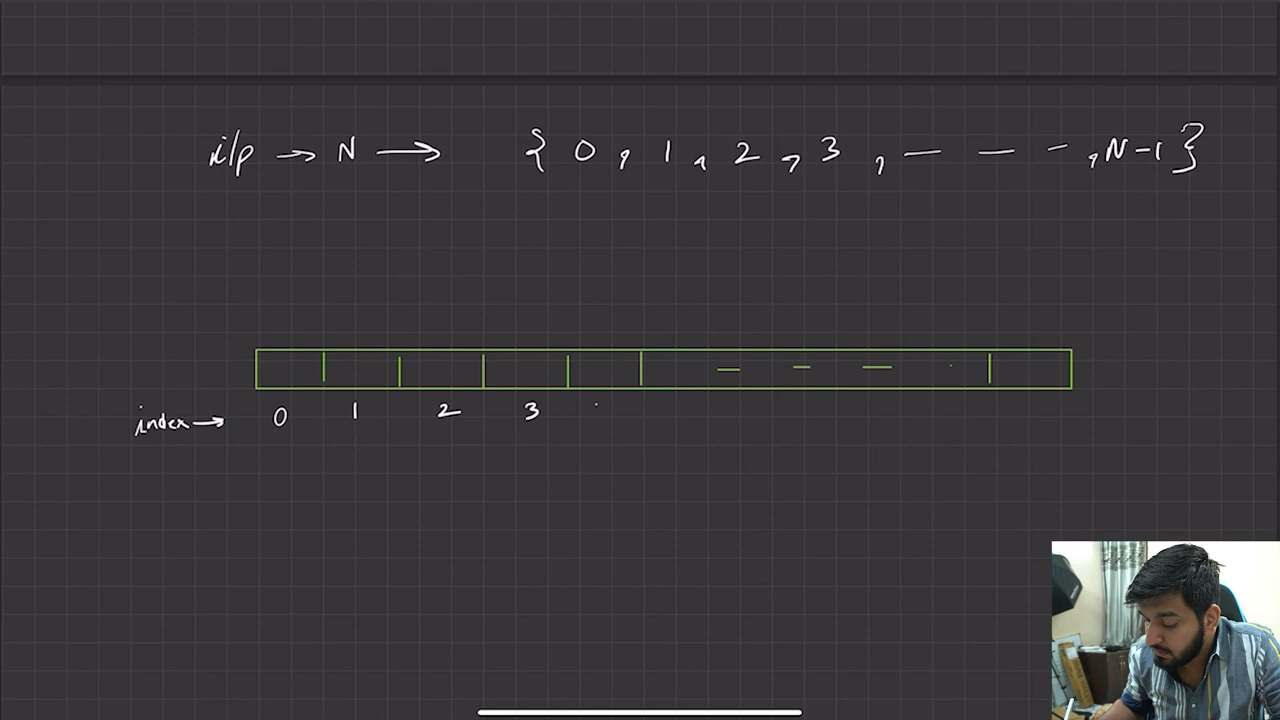 i/p → N → { 0 , 1 , 2 , 3 , — — - , N-1 }
index → 0 1 2 3